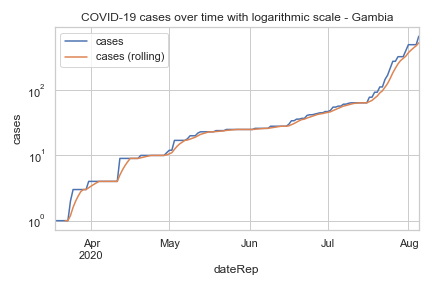 COVID-19 cases over time with logarithmic scale - Gambia
cases
cases (rolling)
10²
10¹
10⁰
cases
Apr
2020
May
Jun
Jul
Aug
dateRep